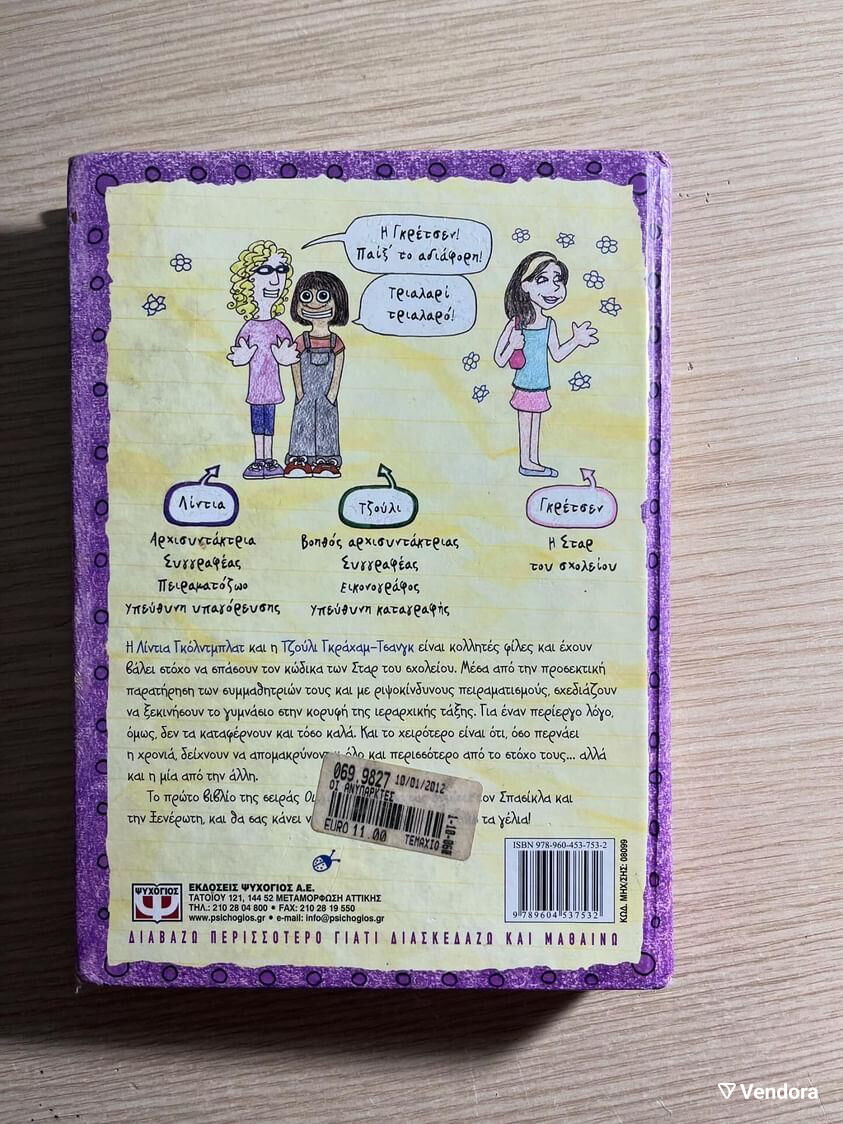 Η Γκρέτσεν!
Παίξ' το αδιάφορη!
Τριαλαρί
τριαλαρό!
Λίντια
Τζούλι
Γκρέτσεν
Αρχισυντάκτρια
Συγγραφέας
Πειραματόζωο
Υπεύθυνη υπαγόρευσης
Βοηθός αρχισυντάκτριας
Συγγραφέας
Εικονογράφος
Υπεύθυνη καταγραφής
Η Σταρ
του σχολείου
Η Λίντια Γκόλντμπλατ και η Τζούλι Γκράχαμ-Τσανγκ είναι κολλητές φίλες και έχουν
βάλει στόχο να σπάσουν τον κώδικα των Σταρ του σχολείου. Μέσα από την προσεκτική
παρατήρηση των συμμαθητριών τους και με ριψοκίνδυνους πειραματισμούς, σχεδιάζουν
να ξεκινήσουν το γυμνάσιο στην κορυφή της ιεραρχικής τάξης. Για έναν περίεργο λόγο,
όμως, δεν τα καταφέρνουν και τόσο καλά. Και το χειρότερο είναι ότι, όσο περνάει
η χρονιά, δείχνουν να απομακρύνονται όλο και περισσότερο από το στόχο τους... αλλά
και η μία από την άλλη.
Το πρώτο βιβλίο της σειράς τον Σπασίκλα και
την Ξενέρωτη, και θα σας κάνει τα γέλια!
069.9827 10/01/2012
ΟΙ ΑΝΥΠΑΡΚΤΕΣ
EURO 11.00 ΤΕΜΑΧΙΟ
ISBN 978-960-453-753-2
9 789604 537532
ΚΩΔ. ΜΗΧ/ΣΗΣ: 08099
ΨΥΧΟΓΙΟΣ
ΕΚΔΟΣΕΙΣ ΨΥΧΟΓΙΟΣ Α.Ε.
ΤΑΤΟΪΟΥ 121, 144 52 ΜΕΤΑΜΟΡΦΩΣΗ ΑΤΤΙΚΗΣ
ΤΗΛ.: 210 28 04 800 • FAX: 210 28 19 550
www.psichogios.gr • e-mail: info@psichogios.gr
ΔΙΑΒΑΖΩ ΠΕΡΙΣΣΟΤΕΡΟ ΓΙΑΤΙ ΔΙΑΣΚΕΔΑΖΩ ΚΑΙ ΜΑΘΑΙΝΩ
Vendora